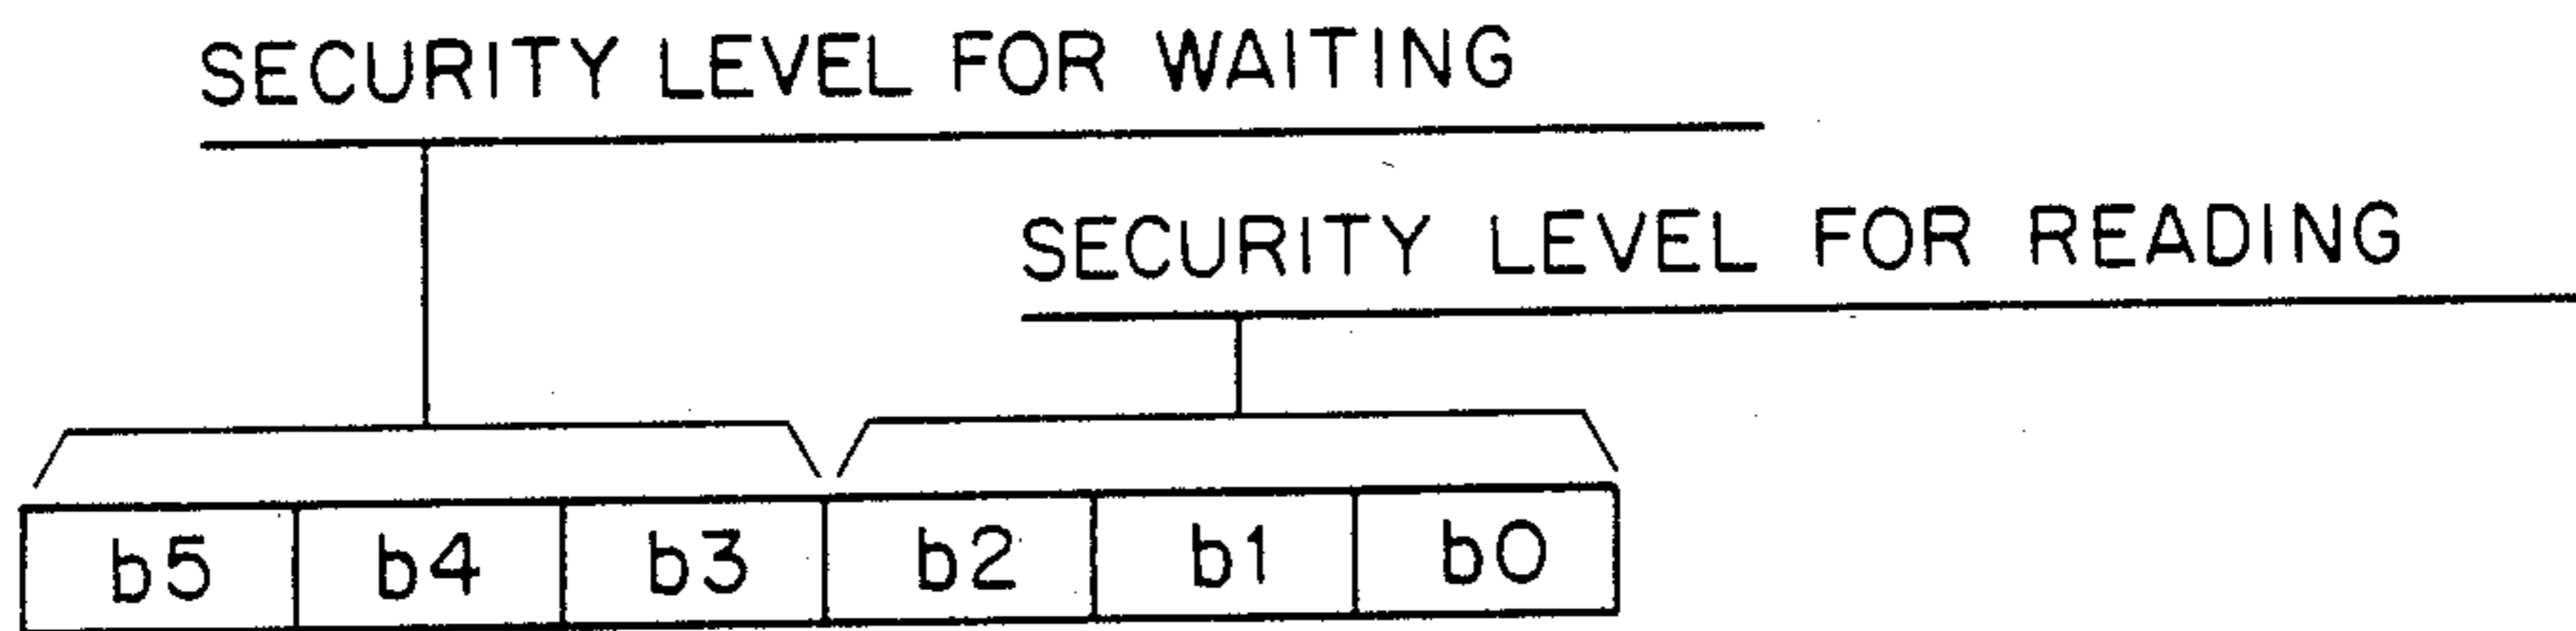 SECURITY LEVEL FOR WAITING
SECURITY LEVEL FOR READING
b5 b4 b3 b2 b1 b0